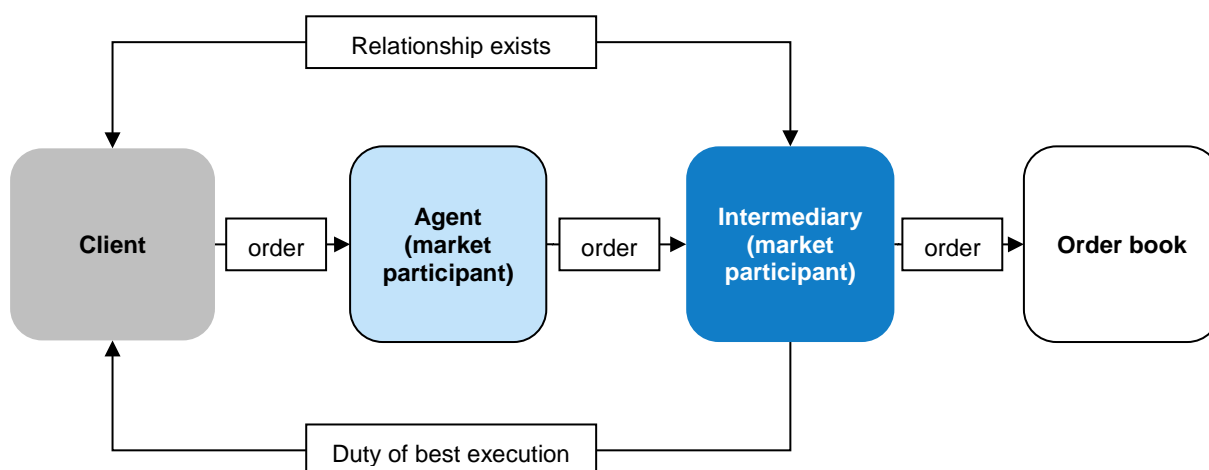 Relationship exists
Client
order
Agent
(market
participant)
order
Intermediary
(market
participant)
order
Order book
Duty of best execution